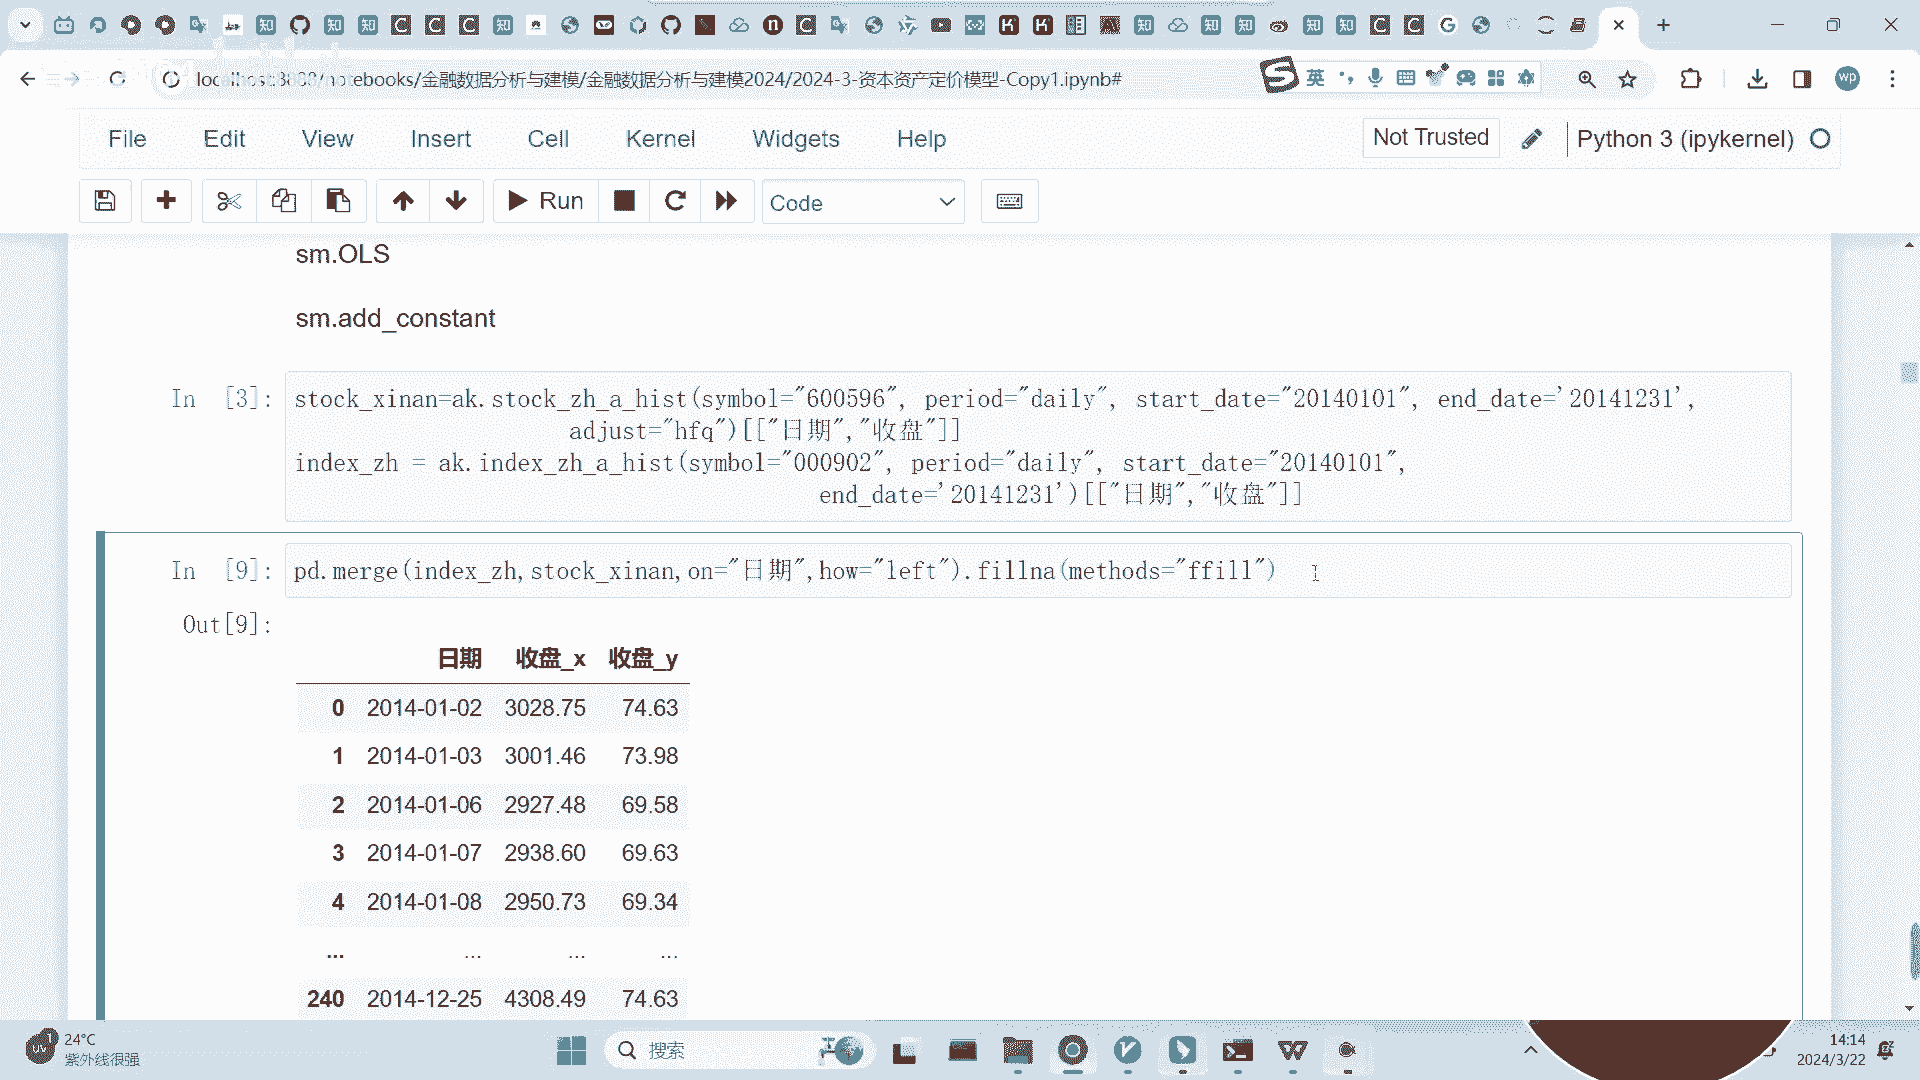 localhost:8888/notebooks/金融数据分析与建模/金融数据分析与建模2024/2024-3-资本资产定价模型-Copy1.ipynb#
英
wp
File Edit View Insert Cell Kernel Widgets Help
Not Trusted
Python 3 (ipykernel)
Run
Code
sm.OLS
sm.add_constant
In [3]: stock_xinan=ak.stock_zh_a_hist(symbol="600596", period="daily", start_date="20140101", end_date='20141231',
adjust="hfq")[["日期","收盘"]]
index_zh = ak.index_zh_a_hist(symbol="000902", period="daily", start_date="20140101",
end_date='20141231')[["日期","收盘"]]
In [9]: pd.merge(index_zh,stock_xinan,on="日期",how="left").fillna(methods="ffill")
Out[9]:
日期 收盘_x 收盘_y
0 2014-01-02 3028.75 74.63
1 2014-01-03 3001.46 73.98
2 2014-01-06 2927.48 69.58
3 2014-01-07 2938.60 69.63
4 2014-01-08 2950.73 69.34
... ... ... ...
240 2014-12-25 4308.49 74.63
24°C
紫外线很强
搜索
14:14
2024/3/22